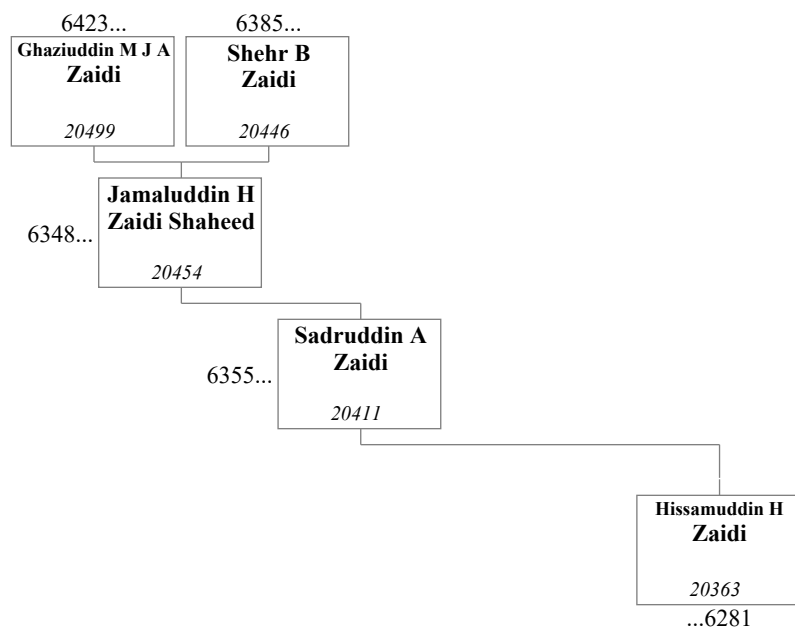 6423...
6385...
Ghaziuddin M J A
Zaidi
20499
Shehr B
Zaidi
20446
Jamaluddin H
Zaidi Shaheed
6348...
20454
Sadruddin A
Zaidi
6355...
20411
Hissamuddin H
Zaidi
20363
...6281